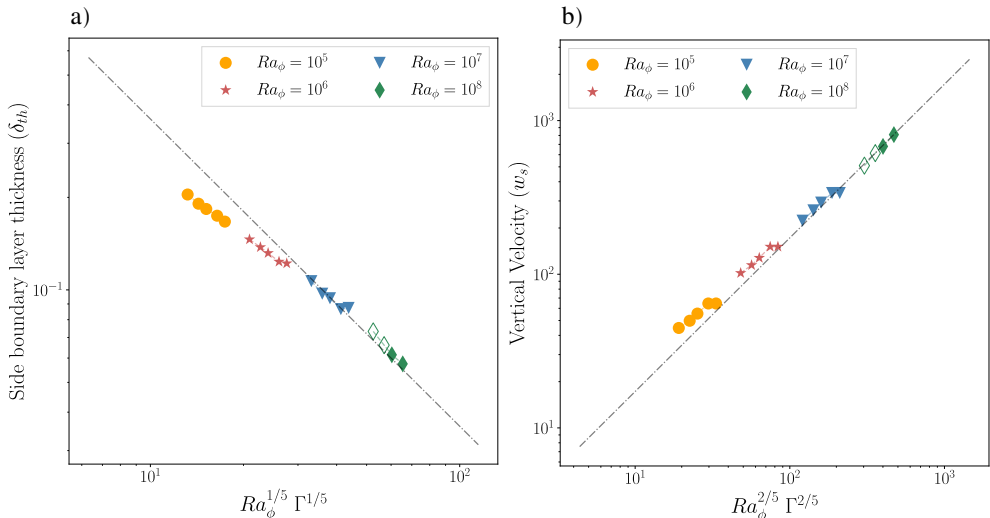 a)
Side boundary layer thickness (δ_th)
Ra_ϕ = 10^5
Ra_ϕ = 10^6
Ra_ϕ = 10^7
Ra_ϕ = 10^8
10^−1
10^1
10^2
Ra_ϕ^{1/5} Γ^{1/5}
b)
Vertical Velocity (w_s)
Ra_ϕ = 10^5
Ra_ϕ = 10^6
Ra_ϕ = 10^7
Ra_ϕ = 10^8
10^3
10^2
10^1
10^1
10^2
10^3
Ra_ϕ^{2/5} Γ^{2/5}